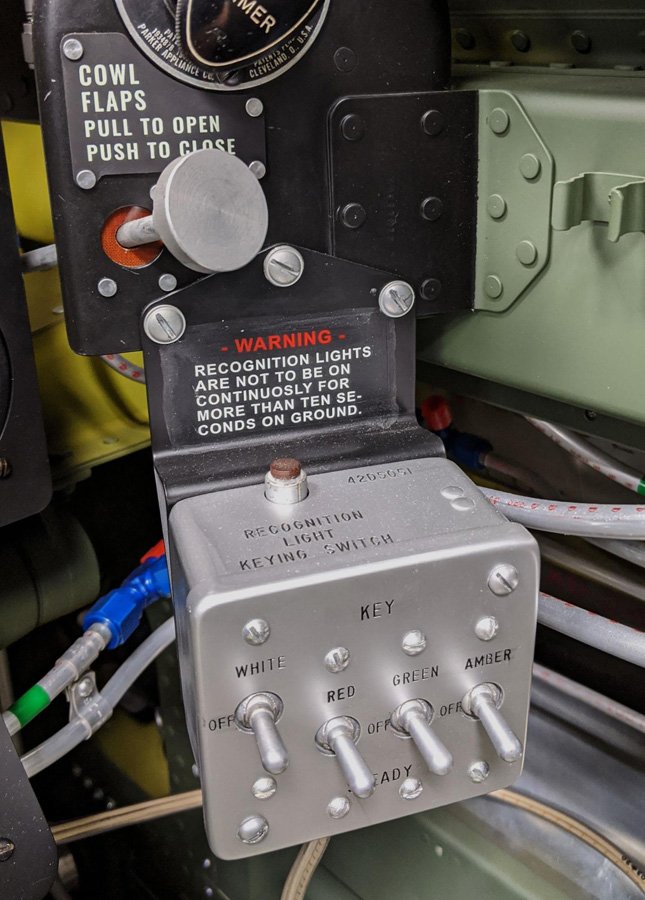 MER
PARKER APPLIANCE
CLEVELAND, O., U.S.A.
COWL
FLAPS
PULL TO OPEN
PUSH TO CLOSE
- WARNING -
RECOGNITION LIGHTS
ARE NOT TO BE ON
CONTINUOSLY FOR
MORE THAN TEN SE-
CONDS ON GROUND.
42D5051
RECOGNITION
LIGHT
KEYING SWITCH
KEY
WHITE RED GREEN AMBER
OFF OFF OFF
EADY